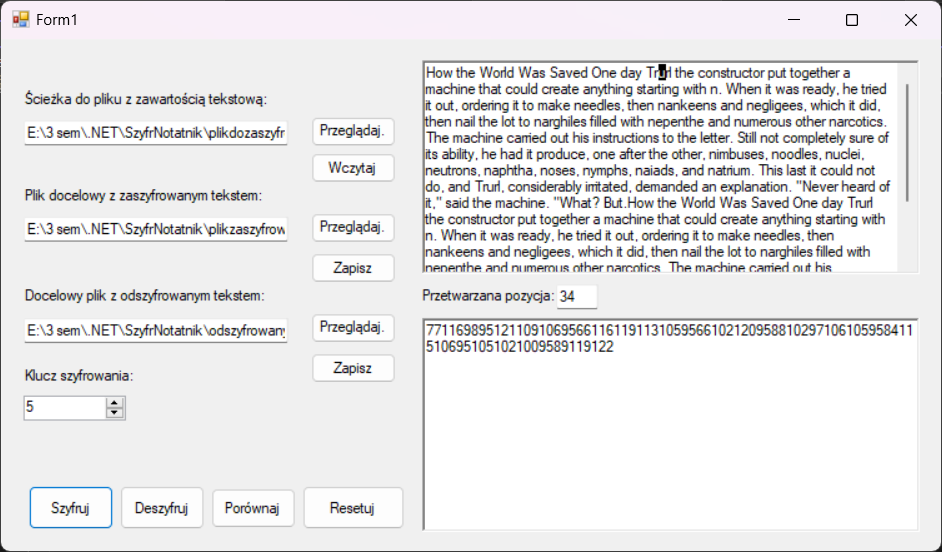 Form1
Ścieżka do pliku z zawartością tekstową:
E:\3 sem\.NET\SzyfrNotatnik\plikdozaszyfr
Przeglądaj.
Wczytaj
Plik docelowy z zaszyfrowanym tekstem:
E:\3 sem\.NET\SzyfrNotatnik\plikzaszyfrow
Przeglądaj.
Zapisz
Docelowy plik z odszyfrowanym tekstem:
E:\3 sem\.NET\SzyfrNotatnik\odszyfrowany
Przeglądaj.
Zapisz
Klucz szyfrowania:
5
Szyfruj
Deszyfruj
Porównaj
Resetuj
How the World Was Saved One day Trurl the constructor put together a
machine that could create anything starting with n. When it was ready, he tried
it out, ordering it to make needles, then nankeens and negligees, which it did,
then nail the lot to narghiles filled with nepenthe and numerous other narcotics.
The machine carried out his instructions to the letter. Still not completely sure of
its ability, he had it produce, one after the other, nimbuses, noodles, nuclei,
neutrons, naphtha, noses, nymphs, naiads, and natrium. This last it could not
do, and Trurl, considerably irritated, demanded an explanation. "Never heard of
it," said the machine. "What? But.How the World Was Saved One day Trurl
the constructor put together a machine that could create anything starting with
n. When it was ready, he tried it out, ordering it to make needles, then
nankeens and negligees, which it did, then nail the lot to narghiles filled with
nepenthe and numerous other narcotics. The machine carried out his
Przetwarzana pozycja: 34
7711698951211091069566116119113105956610212095881029710610595841 1
5106951051021009589119122